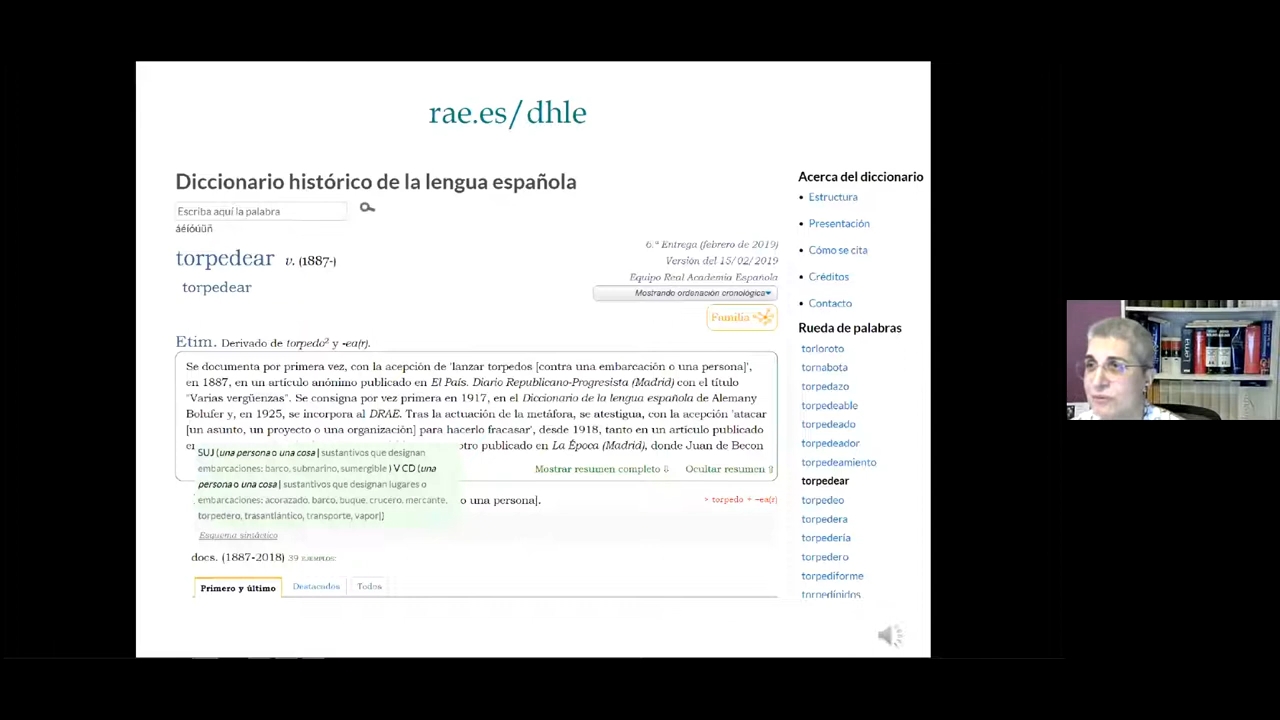 rae.es/dhle
Diccionario histórico de la lengua española
Escriba aquí la palabra
áéíóúüñ
torpedear v. (1887-)
torpedear
6.ª Entrega (febrero de 2019)
Versión del 15/02/2019
Equipo Real Academia Española
Mostrando ordenación cronológica
Familia
Etim. Derivado de torpedo² y -ea(r).
Se documenta por primera vez, con la acepción de 'lanzar torpedos [contra una embarcación o una persona]',
en 1887, en un artículo anónimo publicado en El País. Diario Republicano-Progresista (Madrid) con el título
"Varias vergüenzas". Se consigna por vez primera en 1917, en el Diccionario de la lengua española de Alemany
Bolufer y, en 1925, se incorpora al DRAE. Tras la actuación de la metáfora, se atestigua, con la acepción 'atacar
[un asunto, un proyecto o una organización] para hacerlo fracasar', desde 1918, tanto en un artículo publicado
otro publicado en La Época (Madrid), donde Juan de Becon
SUJ (una persona o una cosa | sustantivos que designan
embarcaciones: barco, submarino, sumergible ) V CD (una
persona o una cosa | sustantivos que designan lugares o
embarcaciones: acorazado, barco, buque, crucero, mercante,
torpedero, trasantlántico, transporte, vapor])
Esquema sintáctico
Mostrar resumen completo ⇩ Ocultar resumen ⇧
o una persona].
> torpedo + -ea(r)
docs. (1887-2018) 39 EJEMPLOS:
Primero y último
Destacados
Todos
Acerca del diccionario
• Estructura
• Presentación
• Cómo se cita
• Créditos
• Contacto
Rueda de palabras
torloroto
tornabota
torpedazo
torpedeable
torpedeado
torpedeador
torpedeamiento
torpedear
torpedeo
torpedera
torpedería
torpedero
torpediforme
torpedínidos